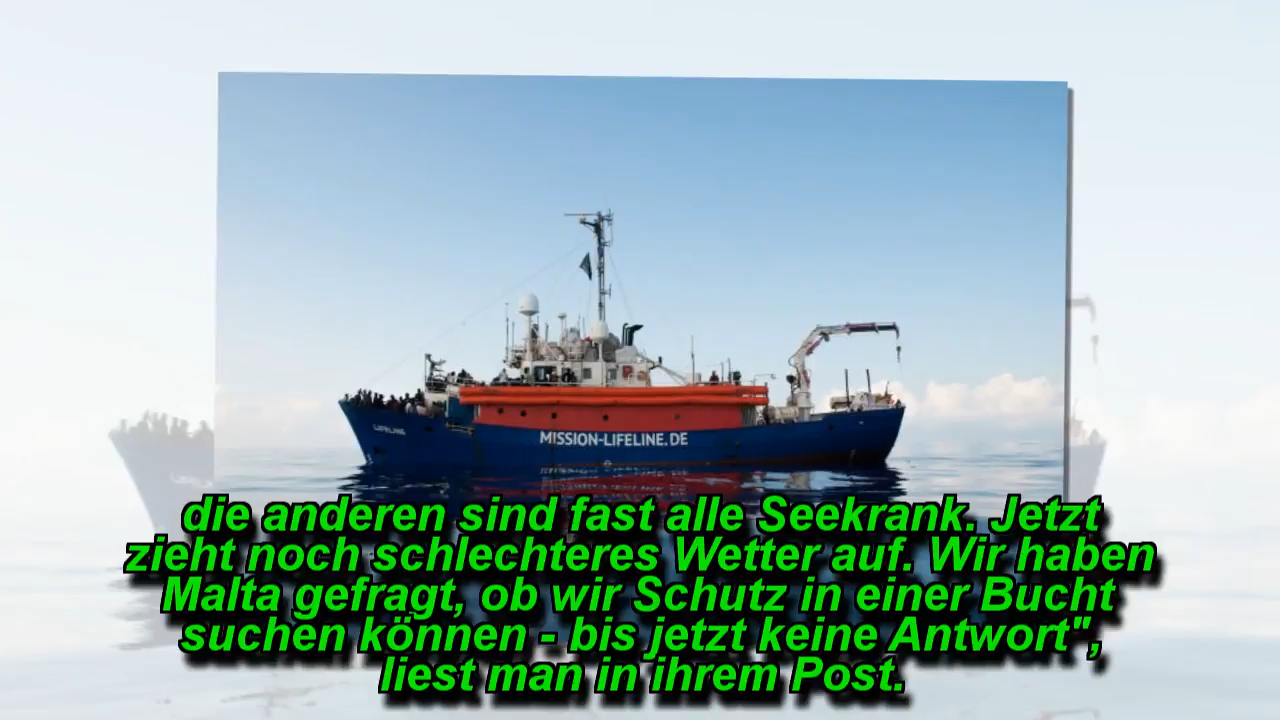 LIFELINE
MISSION-LIFELINE.DE
die anderen sind fast alle Seekrank. Jetzt
zieht noch schlechteres Wetter auf. Wir haben
Malta gefragt, ob wir Schutz in einer Bucht
suchen können - bis jetzt keine Antwort",
liest man in ihrem Post.